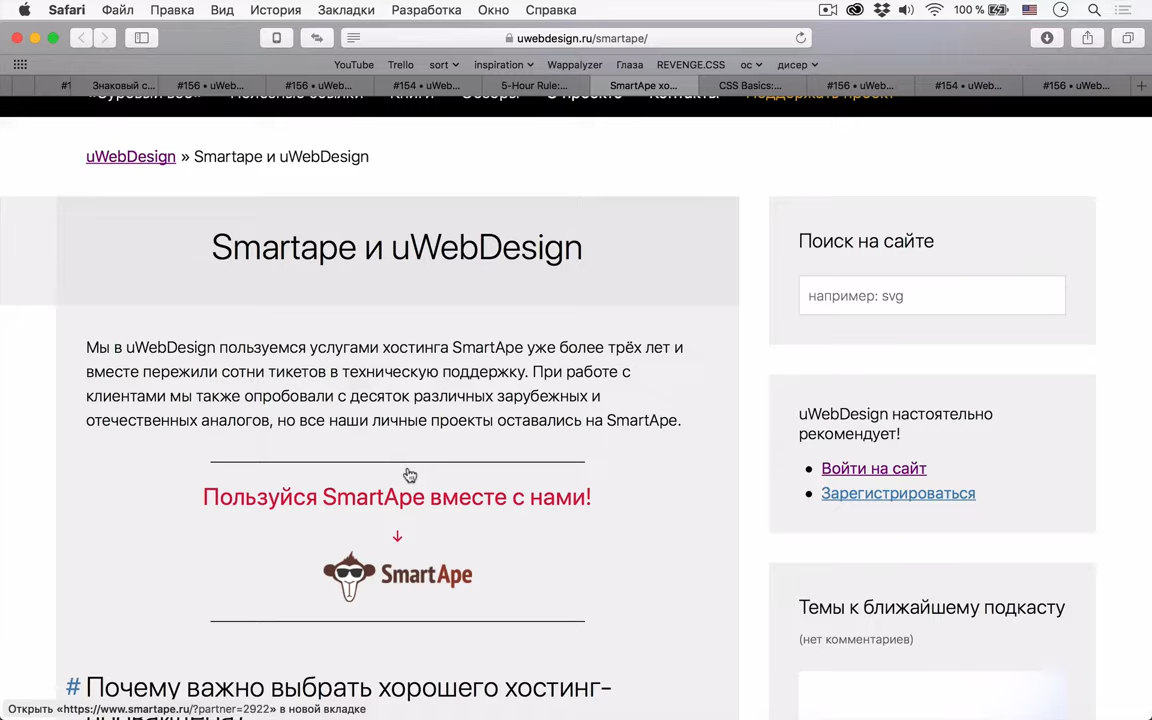 Safari Файл Правка Вид История Закладки Разработка Окно Справка 100 %
uwebdesign.ru/smartape/
YouTube Trello sort inspiration Wappalyzer Глаза REVENGE.CSS ос дисер
#1 Знаковый с... #156 • uWeb... #156 • uWeb... #154 • uWeb... 5-Hour Rule:... SmartApe хо... CSS Basics:... #156 • uWeb... #154 • uWeb... #156 • uWeb...
uWebDesign » Smartape и uWebDesign
Smartape и uWebDesign
Мы в uWebDesign пользуемся услугами хостинга SmartApe уже более трёх лет и
вместе пережили сотни тикетов в техническую поддержку. При работе с
клиентами мы также опробовали с десяток различных зарубежных и
отечественных аналогов, но все наши личные проекты оставались на SmartApe.
Пользуйся SmartApe вместе с нами!
↓
SmartApe
# Почему важно выбрать хорошего хостинг-
Открыть «https://www.smartape.ru/?partner=2922» в новой вкладке
Поиск на сайте
например: svg
uWebDesign настоятельно
рекомендует!
Войти на сайт
Зарегистрироваться
Темы к ближайшему подкасту
(нет комментариев)